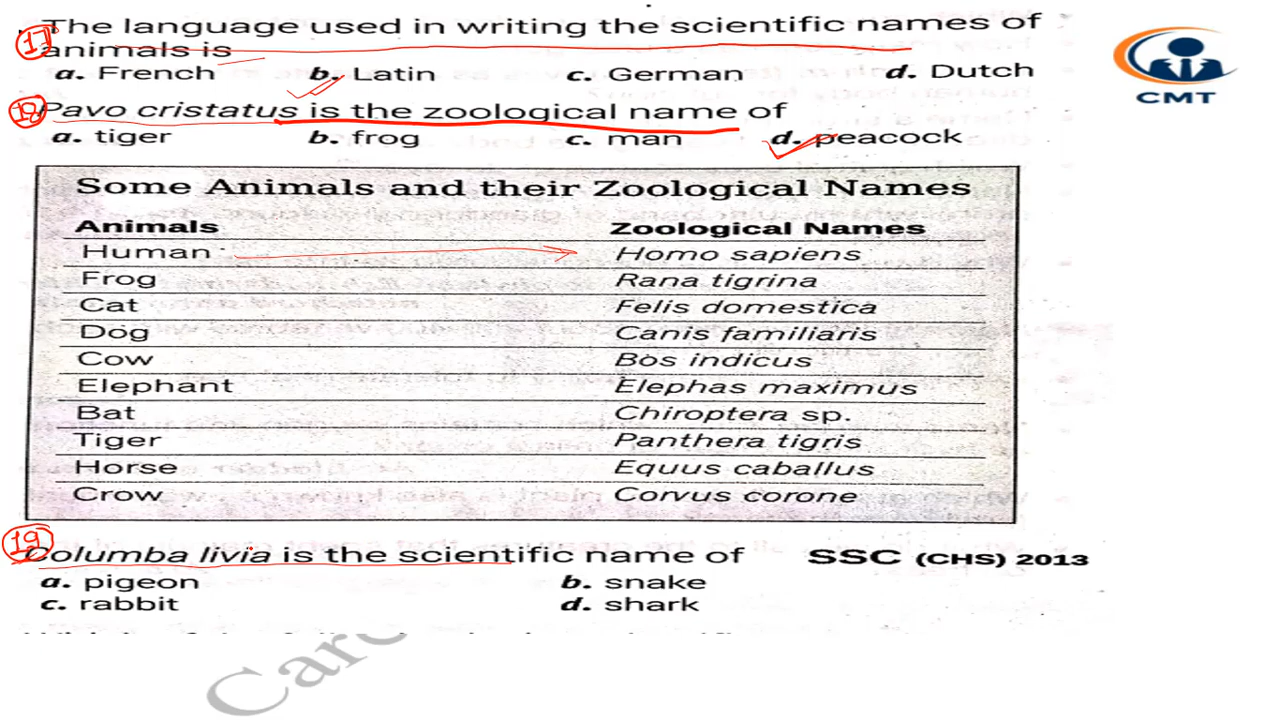 17 The language used in writing the scientific names of
animals is
a. French b. Latin c. German d. Dutch
CMT
18 Pavo cristatus is the zoological name of
a. tiger b. frog c. man d. peacock
Some Animals and their Zoological Names
Animals Zoological Names
Human Homo sapiens
Frog Rana tigrina
Cat Felis domestica
Dog Canis familiaris
Cow Bos indicus
Elephant Elephas maximus
Bat Chiroptera sp.
Tiger Panthera tigris
Horse Equus caballus
Crow Corvus corone
19 Columba livia is the scientific name of SSC (CHS) 2013
a. pigeon b. snake
c. rabbit d. shark